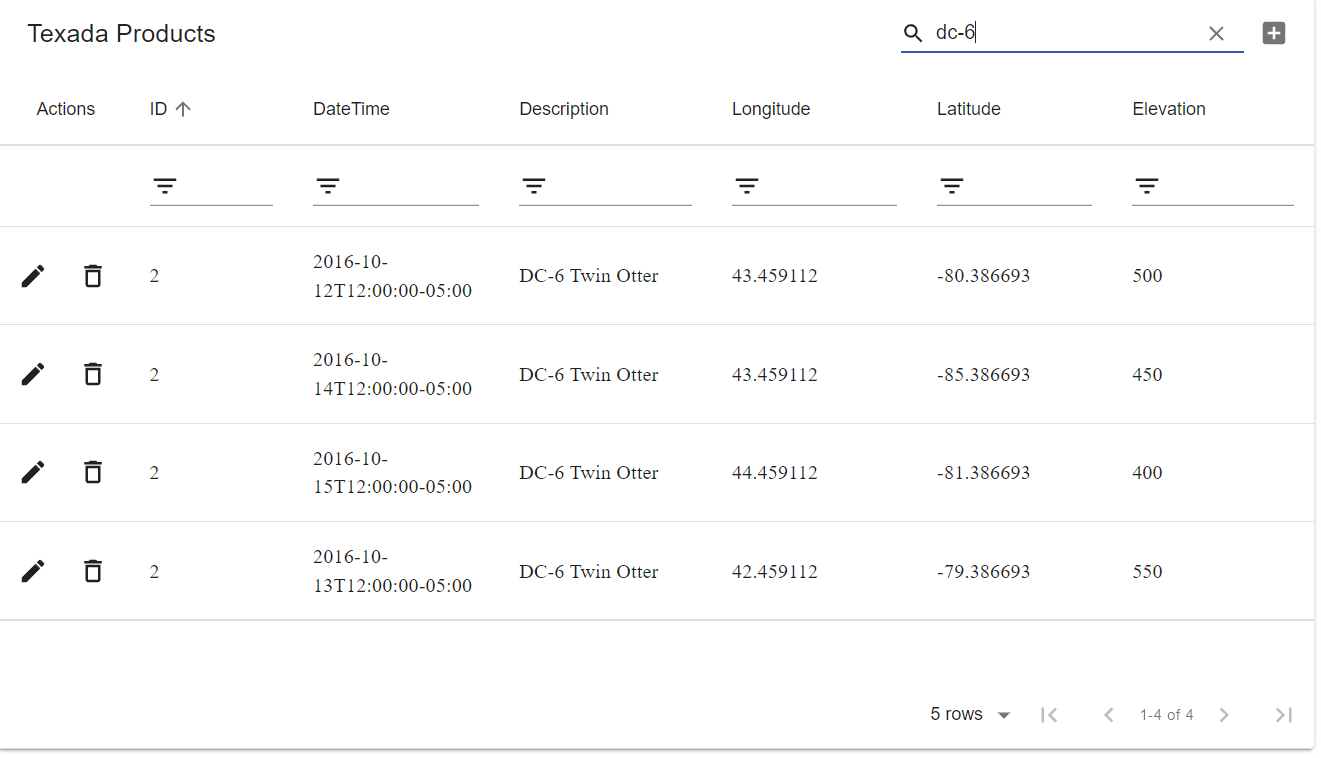 Texada Products
dc-6
Actions ID DateTime Description Longitude Latitude Elevation
2 2016-10-12T12:00:00-05:00 DC-6 Twin Otter 43.459112 -80.386693 500
2 2016-10-14T12:00:00-05:00 DC-6 Twin Otter 43.459112 -85.386693 450
2 2016-10-15T12:00:00-05:00 DC-6 Twin Otter 44.459112 -81.386693 400
2 2016-10-13T12:00:00-05:00 DC-6 Twin Otter 42.459112 -79.386693 550
5 rows 1-4 of 4